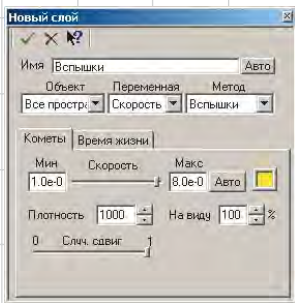 Новый слой
Имя Вспышки Авто
Объект Переменная Метод
Все простра Скорость Вспышки
Кометы Время жизни
Мин Скорость Макс
1.0e-0 8.0e-0 Авто
Плотность 1000 На виду 100 %
0 Случ. сдвиг 1